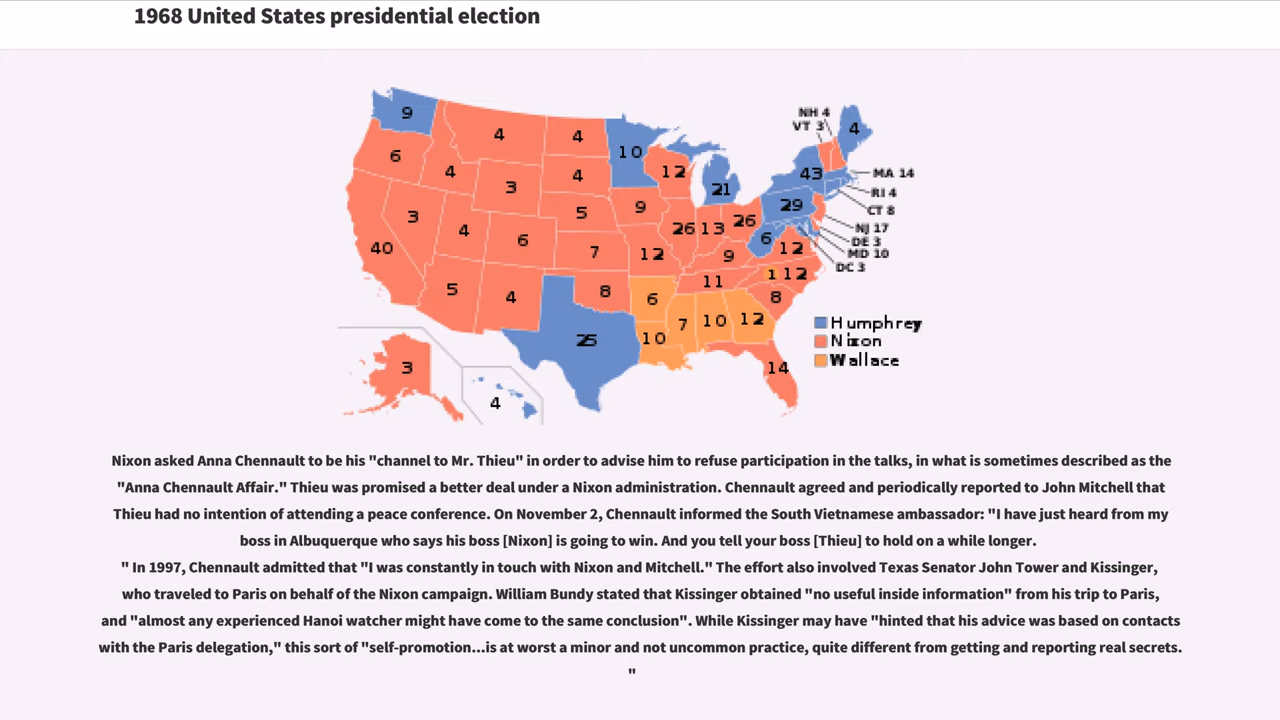 1968 United States presidential election
NH 4
VT 3
9
4
4
4
10
6
4
12
43
3
4
21
MA 14
29
RI 4
3
5
9
26
13
26
CT 8
4
6
6
12
NJ 17
40
7
12
9
DE 3
MD 10
DC 3
5
4
8
11
1
12
6
8
7
10
12
25
10
Humphrey
Nixon
Wallace
3
14
4
Nixon asked Anna Chennault to be his "channel to Mr. Thieu" in order to advise him to refuse participation in the talks, in what is sometimes described as the
"Anna Chennault Affair." Thieu was promised a better deal under a Nixon administration. Chennault agreed and periodically reported to John Mitchell that
Thieu had no intention of attending a peace conference. On November 2, Chennault informed the South Vietnamese ambassador: "I have just heard from my
boss in Albuquerque who says his boss [Nixon] is going to win. And you tell your boss [Thieu] to hold on a while longer.
" In 1997, Chennault admitted that "I was constantly in touch with Nixon and Mitchell." The effort also involved Texas Senator John Tower and Kissinger,
who traveled to Paris on behalf of the Nixon campaign. William Bundy stated that Kissinger obtained "no useful inside information" from his trip to Paris,
and "almost any experienced Hanoi watcher might have come to the same conclusion". While Kissinger may have "hinted that his advice was based on contacts
with the Paris delegation," this sort of "self-promotion...is at worst a minor and not uncommon practice, quite different from getting and reporting real secrets.
"